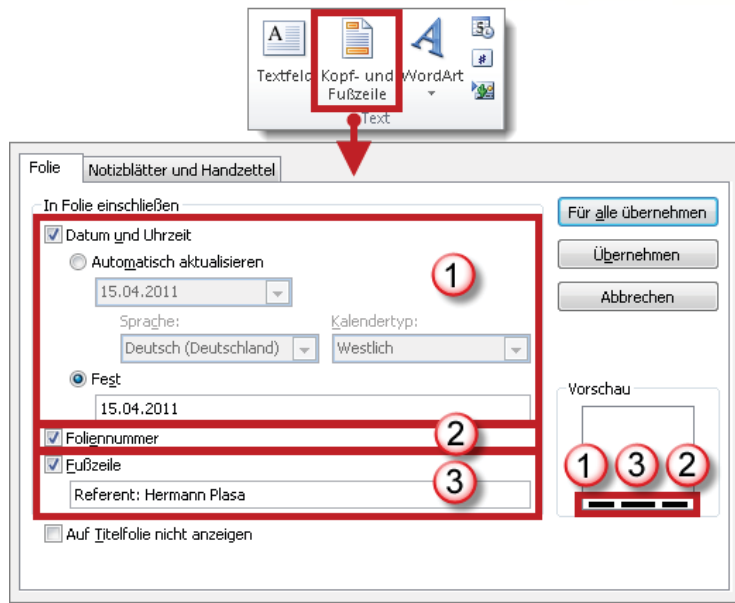 A A 5
#
Textfeld Kopf- und WordArt
Fußzeile
Text
Folie Notizblätter und Handzettel
In Folie einschließen
Für alle übernehmen
Datum und Uhrzeit
Übernehmen
Automatisch aktualisieren
1
15.04.2011
Abbrechen
Sprache: Kalendertyp:
Deutsch (Deutschland) Westlich
Fest
Vorschau
15.04.2011
Foliennummer 2
Fußzeile
1 3 2
3
Referent: Hermann Plasa
Auf Titelfolie nicht anzeigen